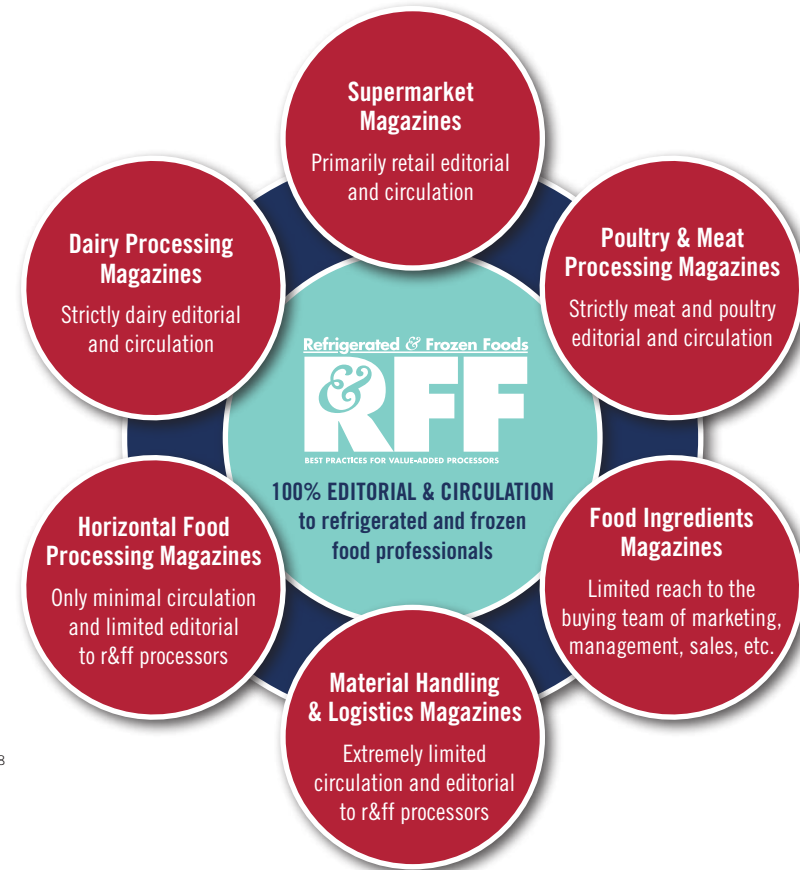 Supermarket
Magazines
Primarily retail editorial
and circulation
Dairy Processing
Magazines
Strictly dairy editorial
and circulation
Poultry & Meat
Processing Magazines
Strictly meat and poultry
editorial and circulation
Refrigerated & Frozen Foods
R&FF
BEST PRACTICES FOR VALUE-ADDED PROCESSORS
100% EDITORIAL & CIRCULATION
to refrigerated and frozen
food professionals
Horizontal Food
Processing Magazines
Only minimal circulation
and limited editorial
to r&ff processors
Food Ingredients
Magazines
Limited reach to the
buying team of marketing,
management, sales, etc.
Material Handling
& Logistics Magazines
Extremely limited
circulation and editorial
to r&ff processors
8